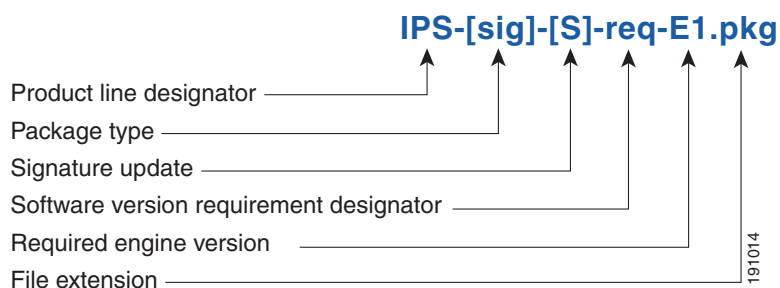 IPS-[sig]-[S]-req-E1.pkg
Product line designator
Package type
Signature update
Software version requirement designator
Required engine version
File extension
191014